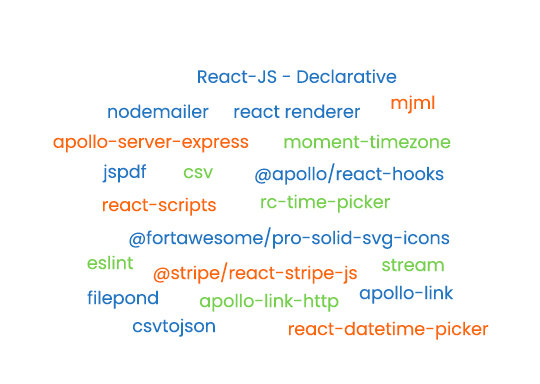 React-JS - Declarative
nodemailer react renderer mjml
apollo-server-express moment-timezone
jspdf csv @apollo/react-hooks
react-scripts rc-time-picker
@fortawesome/pro-solid-svg-icons
eslint @stripe/react-stripe-js stream
filepond apollo-link-http apollo-link
csvtojson react-datetime-picker